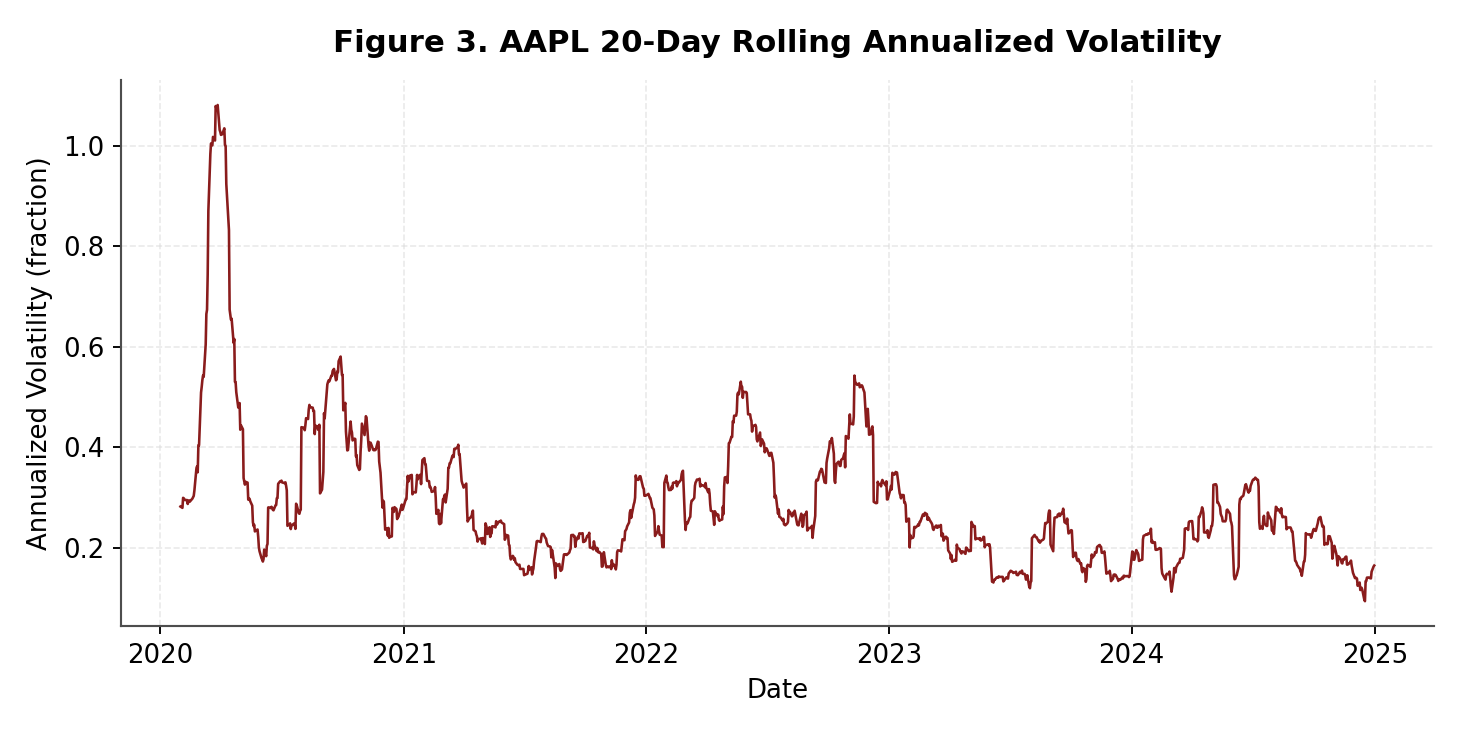 Figure 3. AAPL 20-Day Rolling Annualized Volatility
Annualized Volatility (fraction)
1.0
0.8
0.6
0.4
0.2
2020 2021 2022 2023 2024 2025
Date